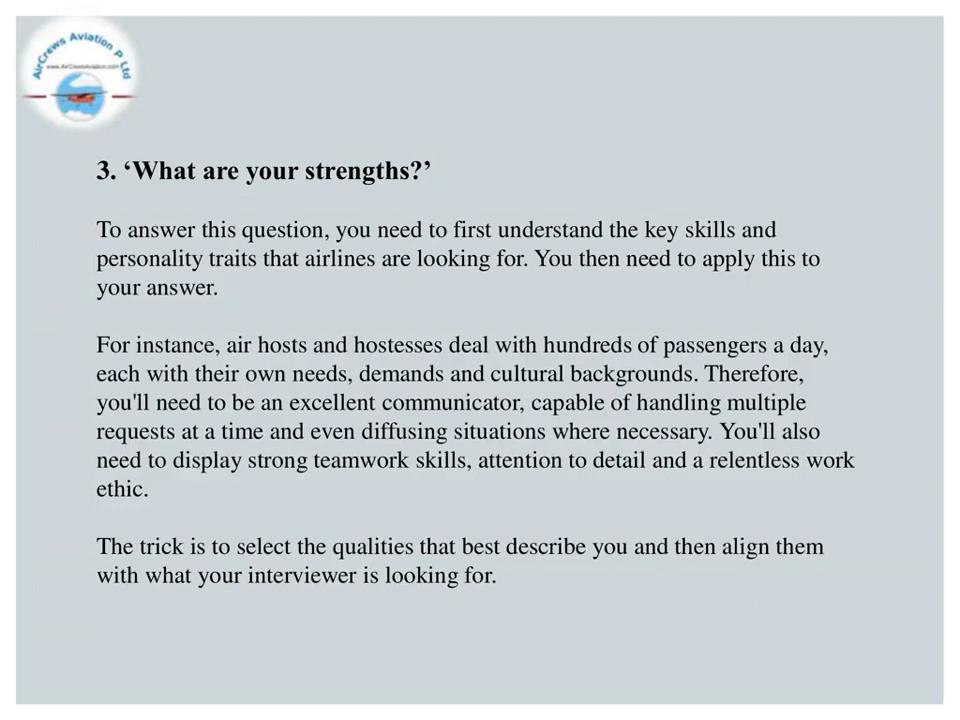 AirCrews Aviation P Ltd
www.AirCrewsAviation.com
3. ‘What are your strengths?’
To answer this question, you need to first understand the key skills and
personality traits that airlines are looking for. You then need to apply this to
your answer.
For instance, air hosts and hostesses deal with hundreds of passengers a day,
each with their own needs, demands and cultural backgrounds. Therefore,
you'll need to be an excellent communicator, capable of handling multiple
requests at a time and even diffusing situations where necessary. You'll also
need to display strong teamwork skills, attention to detail and a relentless work
ethic.
The trick is to select the qualities that best describe you and then align them
with what your interviewer is looking for.